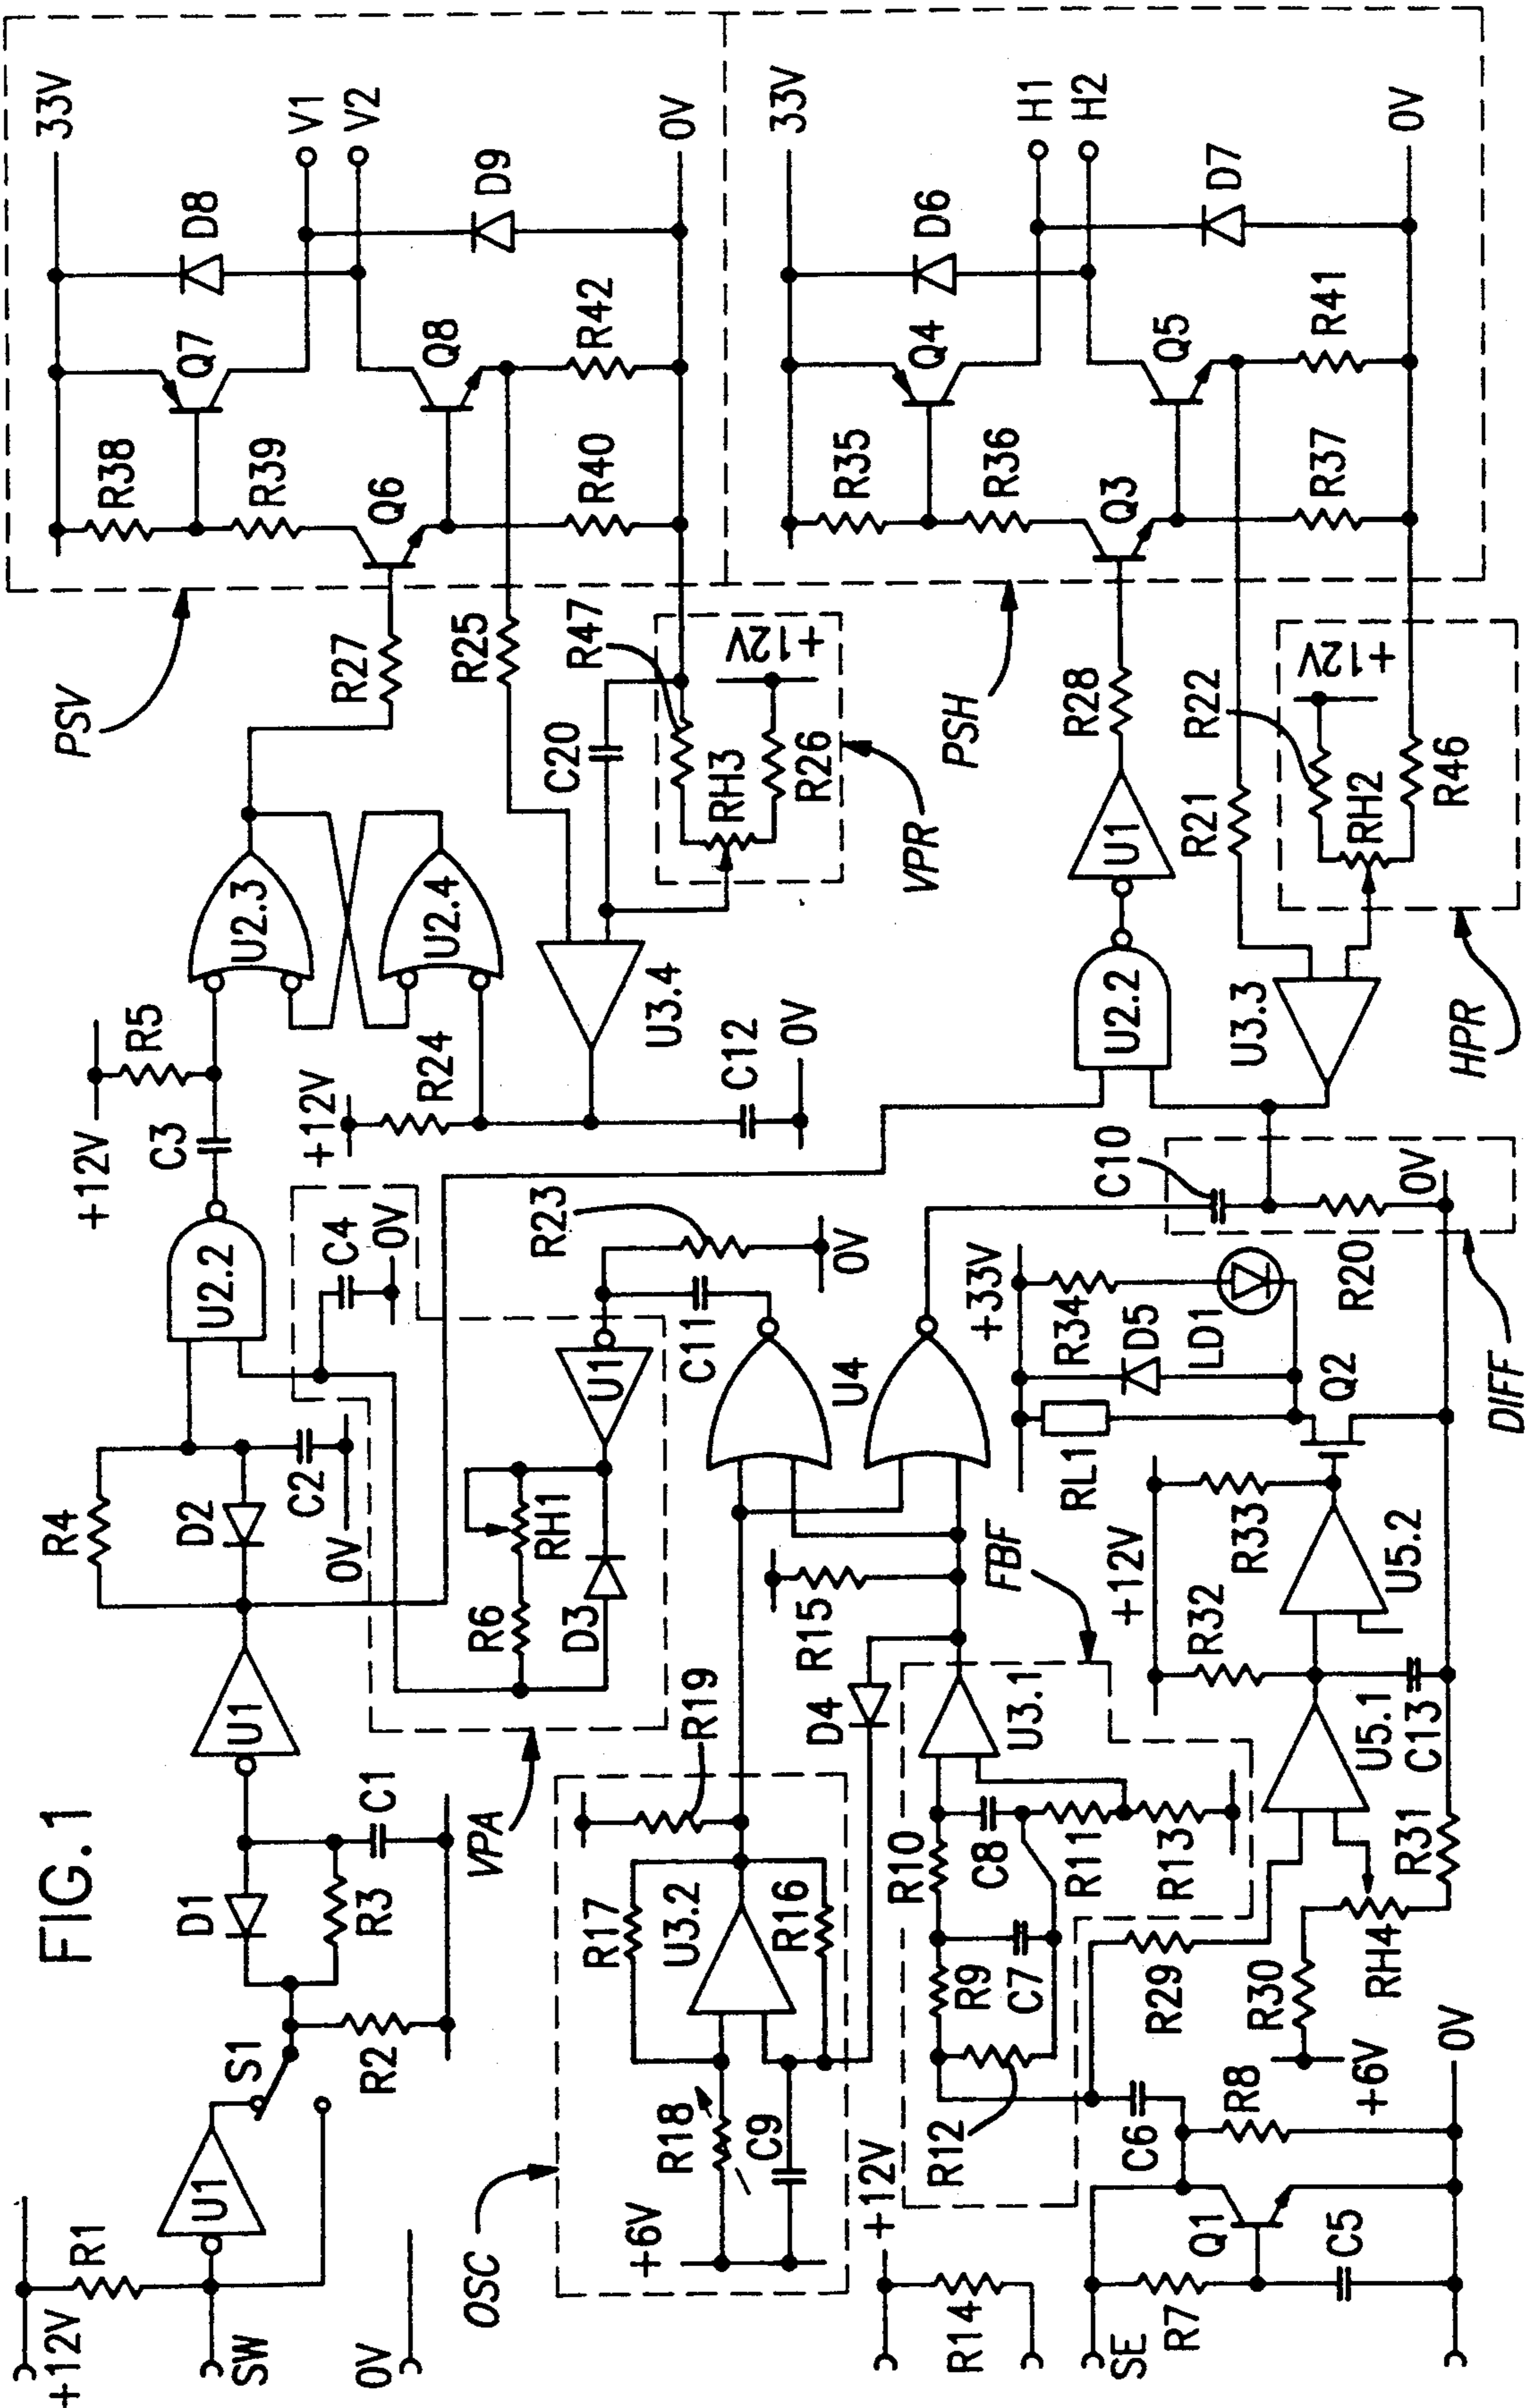 FIG. 1
33V
V1
V2
0V
D8
D9
Q7
Q8
R42
R38
R39
Q6
R40
PSV
R27
R25
R47
+12V
C20
RH3
R26
VPR
U2.3
U2.4
U3.4
+12V
R5
C3
R24
+12V
C12
0V
33V
H1
H2
0V
D6
D7
Q4
Q5
R41
R35
R36
Q3
R37
PSH
R28
R22
+12V
U1
R21
RH2
R46
U2.2
U3.3
HPR
U2.2
C4
0V
R23
0V
C11
U1
C10
0V
R20
DIFF
+33V
R34
D5
LD1
RL1
Q2
U4
R4
D2
C2
0V
RH1
R6
D3
VPA
U1
R19
R15
FBF
D4
U3.1
+12V
R33
R32
U5.2
U5.1
C13
D1
R3
C1
S1
R2
U1
R1
+12V
SW
0V
R17
U3.2
R16
R18
C9
+6V
OSC
R10
C8
R11
R13
R9
C7
R12
R29
R30
RH4
R31
+6V
0V
C6
R8
Q1
C5
R7
SE
R14
+12V